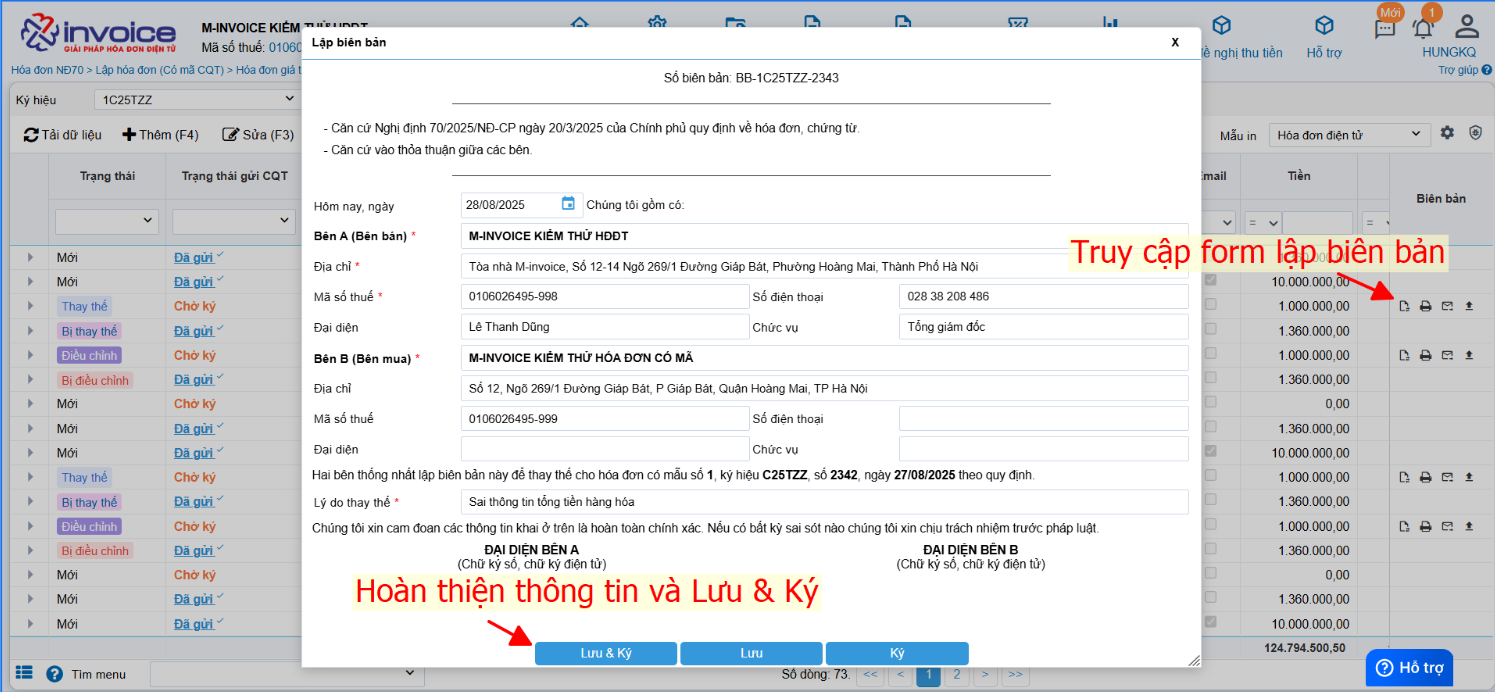 invoice
GIẢI PHÁP HÓA ĐƠN ĐIỆN TỬ
M-INVOICE KIỂM THỬ HĐĐT
Mã số thuế: 01060
Mới
1
đề nghị thu tiền
Hỗ trợ
HUNGKQ
Hóa đơn NĐ70 > Lập hóa đơn (Có mã CQT) > Hóa đơn giá t
Trợ giúp ?
Ký hiệu
1C25TZZ
Tải dữ liệu
Thêm (F4)
Sửa (F3)
Mẫu in
Hóa đơn điện tử
Trạng thái
Trạng thái gửi CQT
Email
Tiền
Biên bản
=
=
Lập biên bản
X
Số biên bản: BB-1C25TZZ-2343
- Căn cứ Nghị định 70/2025/NĐ-CP ngày 20/3/2025 của Chính phủ quy định về hóa đơn, chứng từ.
- Căn cứ vào thỏa thuận giữa các bên.
Hôm nay, ngày
28/08/2025
Chúng tôi gồm có:
Bên A (Bên bán) *
M-INVOICE KIỂM THỬ HĐĐT
Địa chỉ *
Tòa nhà M-invoice, Số 12-14 Ngõ 269/1 Đường Giáp Bát, Phường Hoàng Mai, Thành Phố Hà Nội
Mã số thuế *
0106026495-998
Số điện thoại
028 38 208 486
Đại diện
Lê Thanh Dũng
Chức vụ
Tổng giám đốc
Bên B (Bên mua) *
M-INVOICE KIỂM THỬ HÓA ĐƠN CÓ MÃ
Địa chỉ
Số 12, Ngõ 269/1 Đường Giáp Bát, P Giáp Bát, Quận Hoàng Mai, TP Hà Nội
Mã số thuế
0106026495-999
Số điện thoại
Đại diện
Chức vụ
Hai bên thống nhất lập biên bản này để thay thế cho hóa đơn có mẫu số 1, ký hiệu C25TZZ, số 2342, ngày 27/08/2025 theo quy định.
Lý do thay thế *
Sai thông tin tổng tiền hàng hóa
Chúng tôi xin cam đoan các thông tin khai ở trên là hoàn toàn chính xác. Nếu có bất kỳ sai sót nào chúng tôi xin chịu trách nhiệm trước pháp luật.
ĐẠI DIỆN BÊN A
(Chữ ký số, chữ ký điện tử)
ĐẠI DIỆN BÊN B
(Chữ ký số, chữ ký điện tử)
Hoàn thiện thông tin và Lưu & Ký
Lưu & Ký
Lưu
Ký
Truy cập form lập biên bản
Mới Đã gửi
Mới Đã gửi 10.000.000,00
Thay thế Chờ ký 1.000.000,00
Bị thay thế Đã gửi 1.360.000,00
Điều chỉnh Chờ ký 1.000.000,00
Bị điều chỉnh Đã gửi 1.360.000,00
Mới Chờ ký 0,00
Mới Đã gửi 1.360.000,00
Mới Đã gửi 10.000.000,00
Thay thế Chờ ký 1.000.000,00
Bị thay thế Đã gửi 1.360.000,00
Điều chỉnh Chờ ký 1.000.000,00
Bị điều chỉnh Đã gửi 1.360.000,00
Mới Chờ ký 0,00
Mới Đã gửi 1.360.000,00
Mới Đã gửi 10.000.000,00
124.794.500,50
?
Tìm menu
Số dòng: 73.
<<
<
1
2
>
>>
? Hỗ trợ